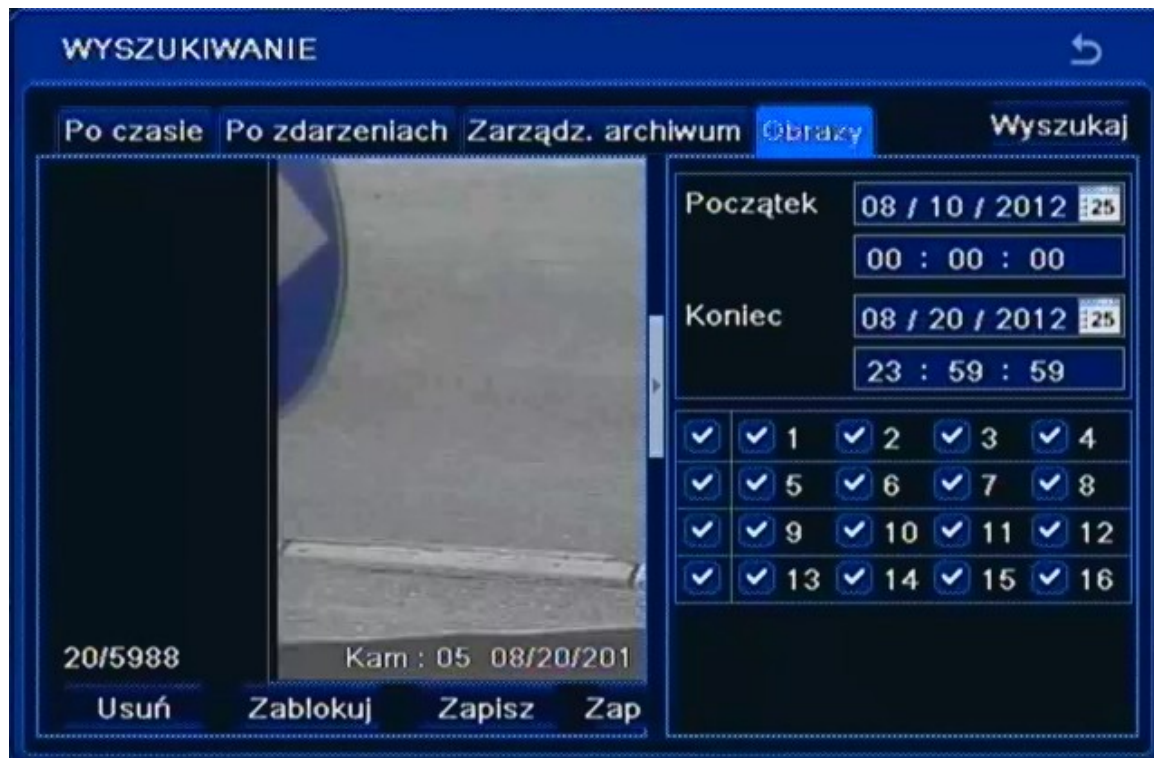 WYSZUKIWANIE
Po czasie Po zdarzeniach Zarządz. archiwum Obrazy Wyszukaj
Początek 08 / 10 / 2012 25
00 : 00 : 00
Koniec 08 / 20 / 2012 25
23 : 59 : 59
1 2 3 4
5 6 7 8
9 10 11 12
13 14 15 16
20/5988 Kam : 05 08/20/201
Usuń Zablokuj Zapisz Zap